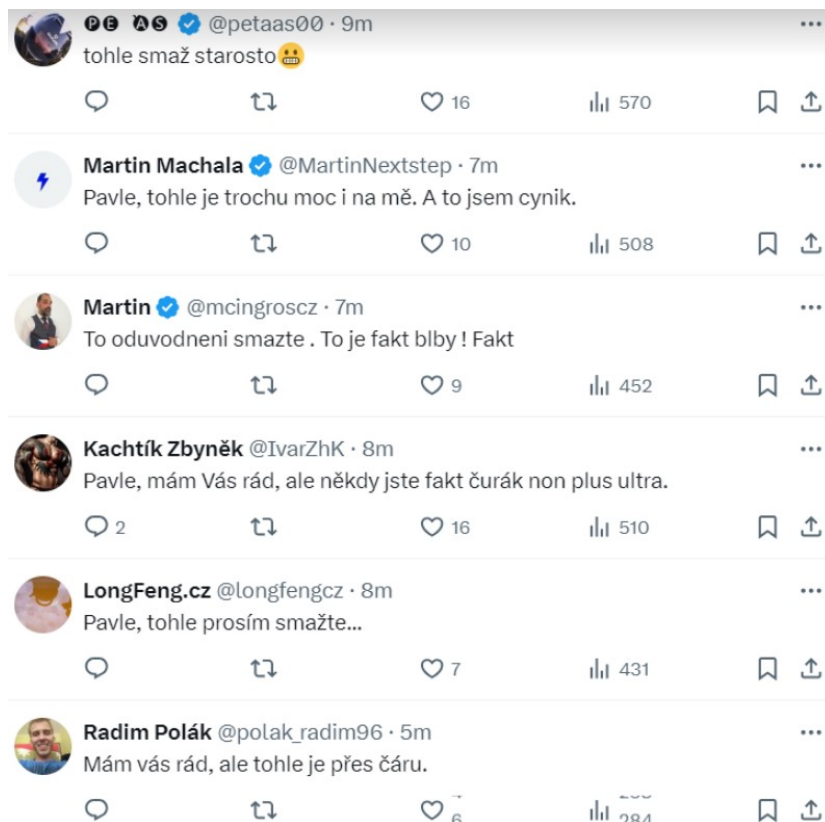 🅟🅔 🅐🅢 @petaas00 · 9m
tohle smaž starosto😬
16 570
Martin Machala @MartinNextstep · 7m
Pavle, tohle je trochu moc i na mě. A to jsem cynik.
10 508
Martin @mcingroscz · 7m
To oduvodneni smazte . To je fakt blby ! Fakt
9 452
Kachtík Zbyněk @IvarZhK · 8m
Pavle, mám Vás rád, ale někdy jste fakt čurák non plus ultra.
2 16 510
LongFeng.cz @longfengcz · 8m
Pavle, tohle prosím smažte...
7 431
Radim Polák @polak_radim96 · 5m
Mám vás rád, ale tohle je přes čáru.
6 284